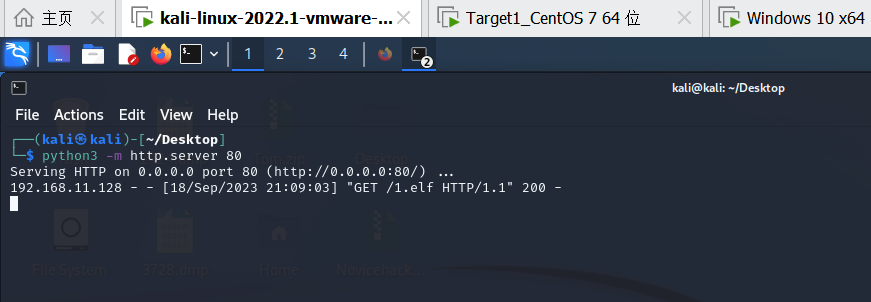 主页
kali-linux-2022.1-vmware-...
Target1_CentOS 7 64 位
Windows 10 x64
1 2 3 4
2
kali@kali: ~/Desktop
File Actions Edit View Help
┌──(kali㉿kali)-[~/Desktop]
└─$ python3 -m http.server 80
Serving HTTP on 0.0.0.0 port 80 (http://0.0.0.0:80/) ...
192.168.11.128 - - [18/Sep/2023 21:09:03] "GET /1.elf HTTP/1.1" 200 -
File System 3728.dmp Home Novicehack...